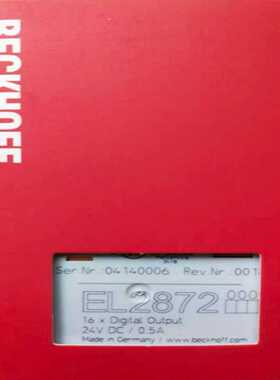 BECKHOFF
Ser Nr.: 04140006 Rev Nr.: 001
EL2872
16 x Digital Output
24V DC / 0.5A
Made in Germany / www.beckhoff.com